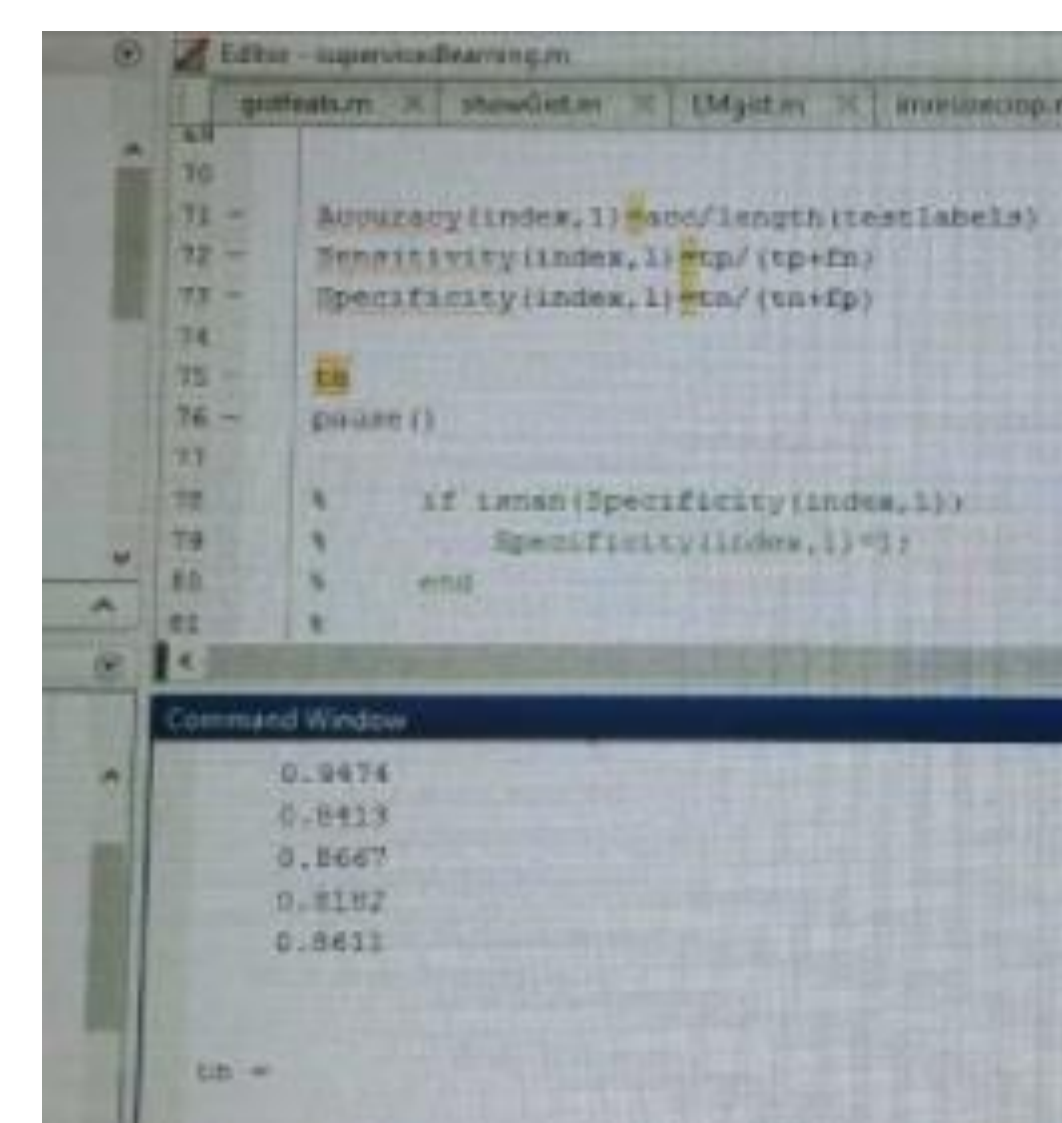 Editor - supervisedlearning.m
showGist.m LMgist.m
69
70
71 - Accuracy(index,1)=acc/length(testlabels)
72 - Sensitivity(index,1)=tp/(tp+fn)
73 - Specificity(index,1)=tn/(tn+fp)
74
75 - tn
76 - pause()
77
78 % if isnan(Specificity(index,1))
79 % Specificity(index,1)=1;
80 % end
81 %
Command Window
0.9474
0.8413
0.8667
0.8182
0.8611
tn =